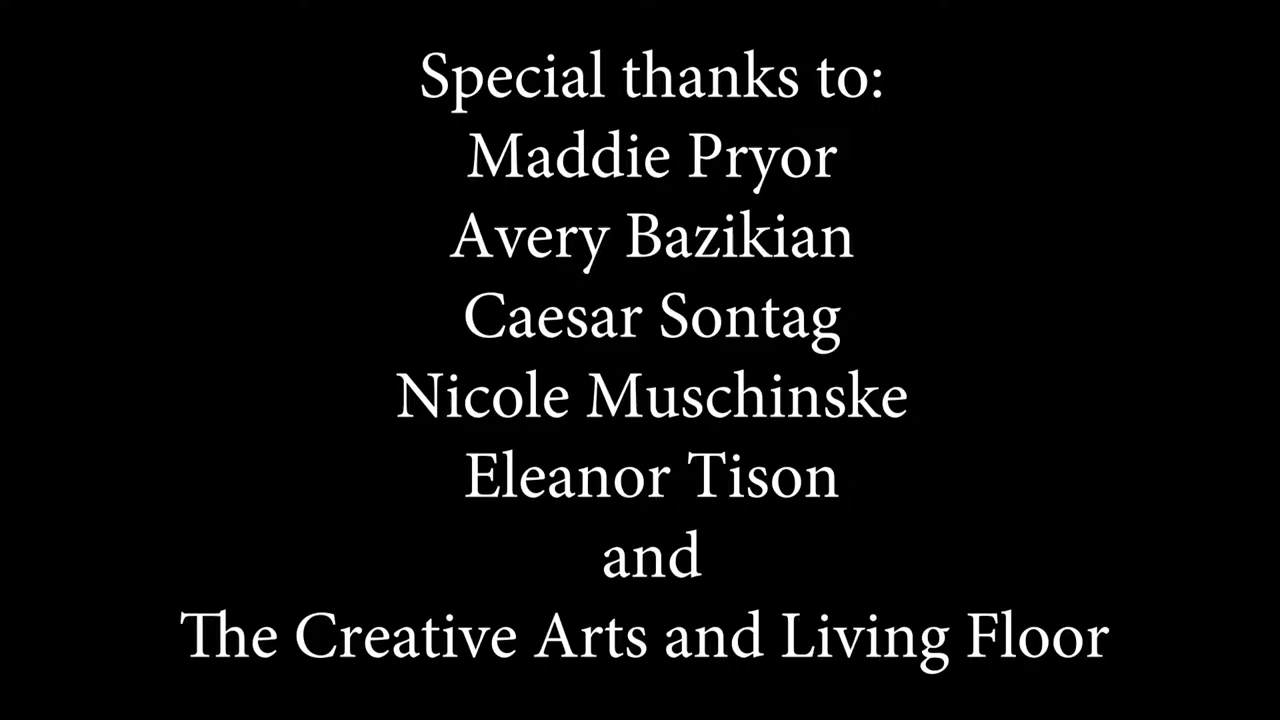 Special thanks to:
Maddie Pryor
Avery Bazikian
Caesar Sontag
Nicole Muschinske
Eleanor Tison
and
The Creative Arts and Living Floor